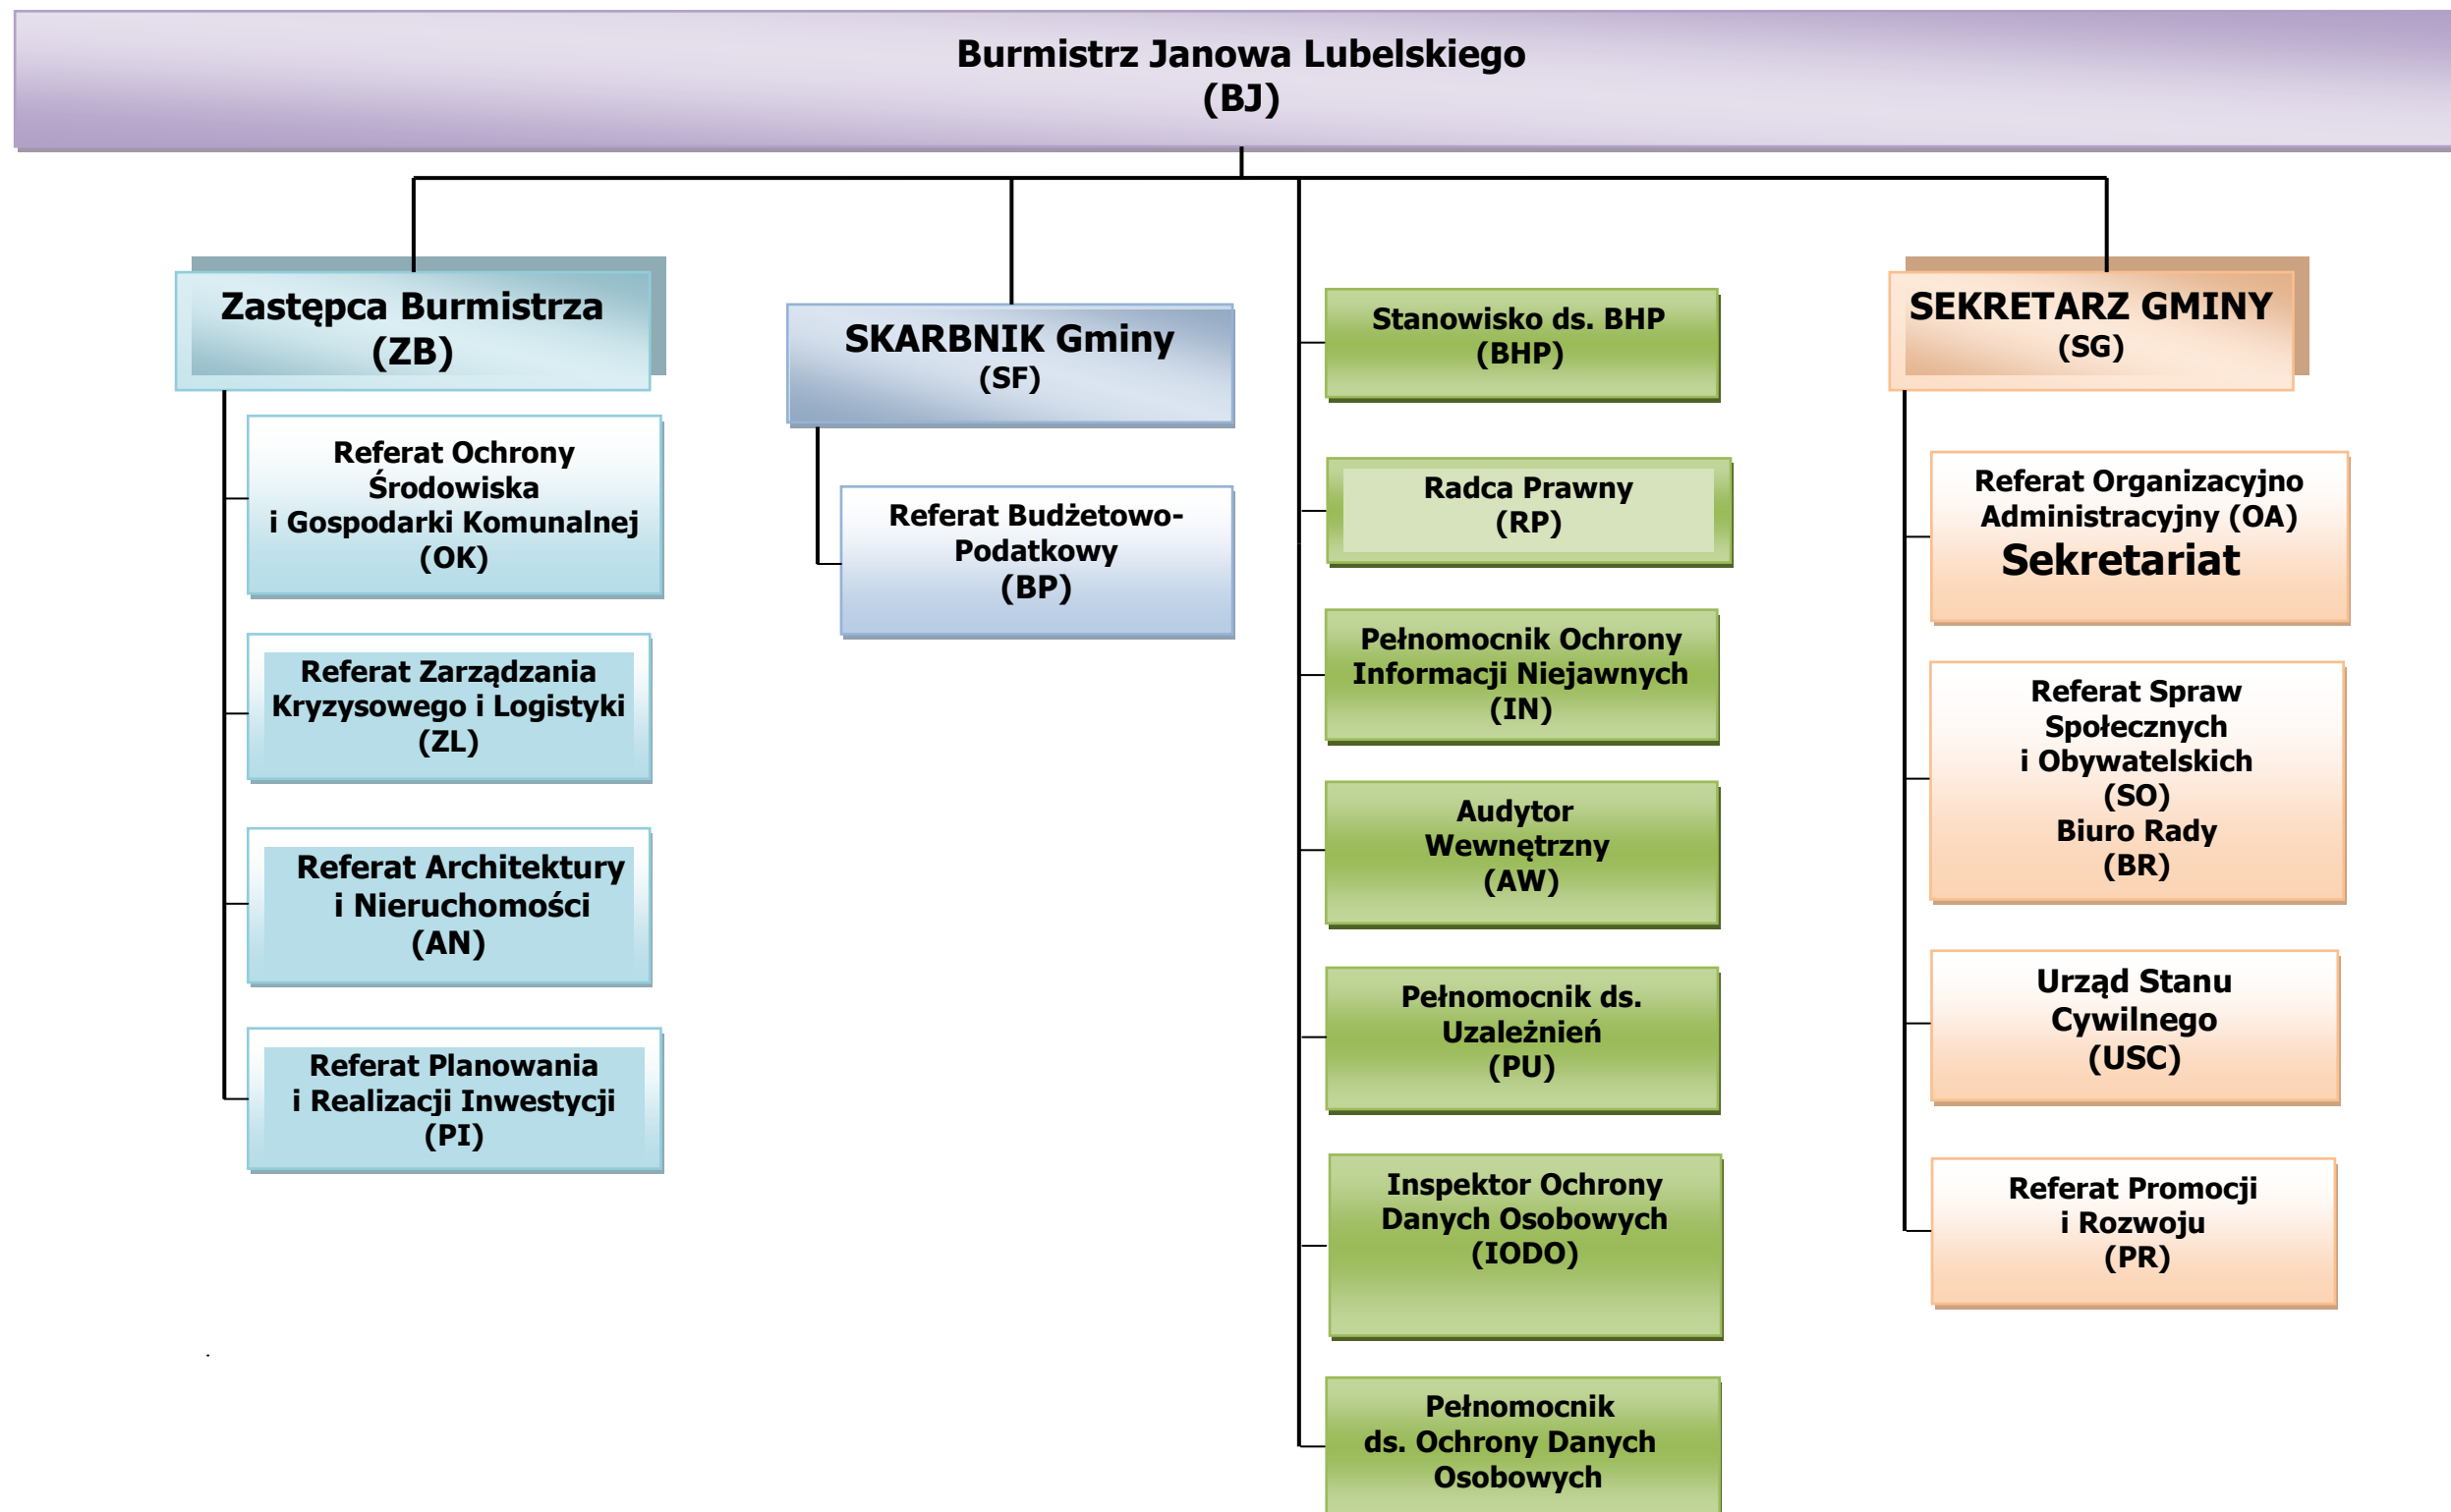 Burmistrz Janowa Lubelskiego
(BJ)
Zastępca Burmistrza
(ZB)
Referat Ochrony
Środowiska
i Gospodarki Komunalnej
(OK)
Referat Zarządzania
Kryzysowego i Logistyki
(ZL)
Referat Architektury
i Nieruchomości
(AN)
Referat Planowania
i Realizacji Inwestycji
(PI)
SKARBNIK Gminy
(SF)
Referat Budżetowo-
Podatkowy
(BP)
Stanowisko ds. BHP
(BHP)
Radca Prawny
(RP)
Pełnomocnik Ochrony
Informacji Niejawnych
(IN)
Audytor
Wewnętrzny
(AW)
Pełnomocnik ds.
Uzależnień
(PU)
Inspektor Ochrony
Danych Osobowych
(IODO)
Pełnomocnik
ds. Ochrony Danych
Osobowych
SEKRETARZ GMINY
(SG)
Referat Organizacyjno
Administracyjny (OA)
Sekretariat
Referat Spraw
Społecznych
i Obywatelskich
(SO)
Biuro Rady
(BR)
Urząd Stanu
Cywilnego
(USC)
Referat Promocji
i Rozwoju
(PR)